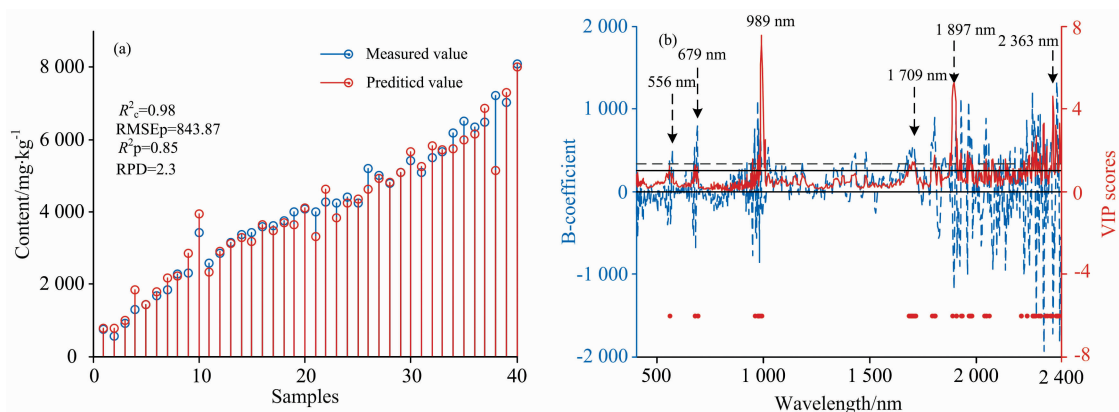 (a)
Measured value
Prediticd value
R²c=0.98
RMSEp=843.87
R²p=0.85
RPD=2.3
8 000
6 000
4 000
2 000
0
Content/mg·kg⁻¹
0 10 20 30 40
Samples
(b)
989 nm
1 897 nm
679 nm
2 363 nm
556 nm
1 709 nm
2 000
1 000
0
-1 000
-2 000
B-coefficient
8
4
0
-4
-8
VIP scores
500 1 000 1 500 2 000 2 400
Wavelength/nm